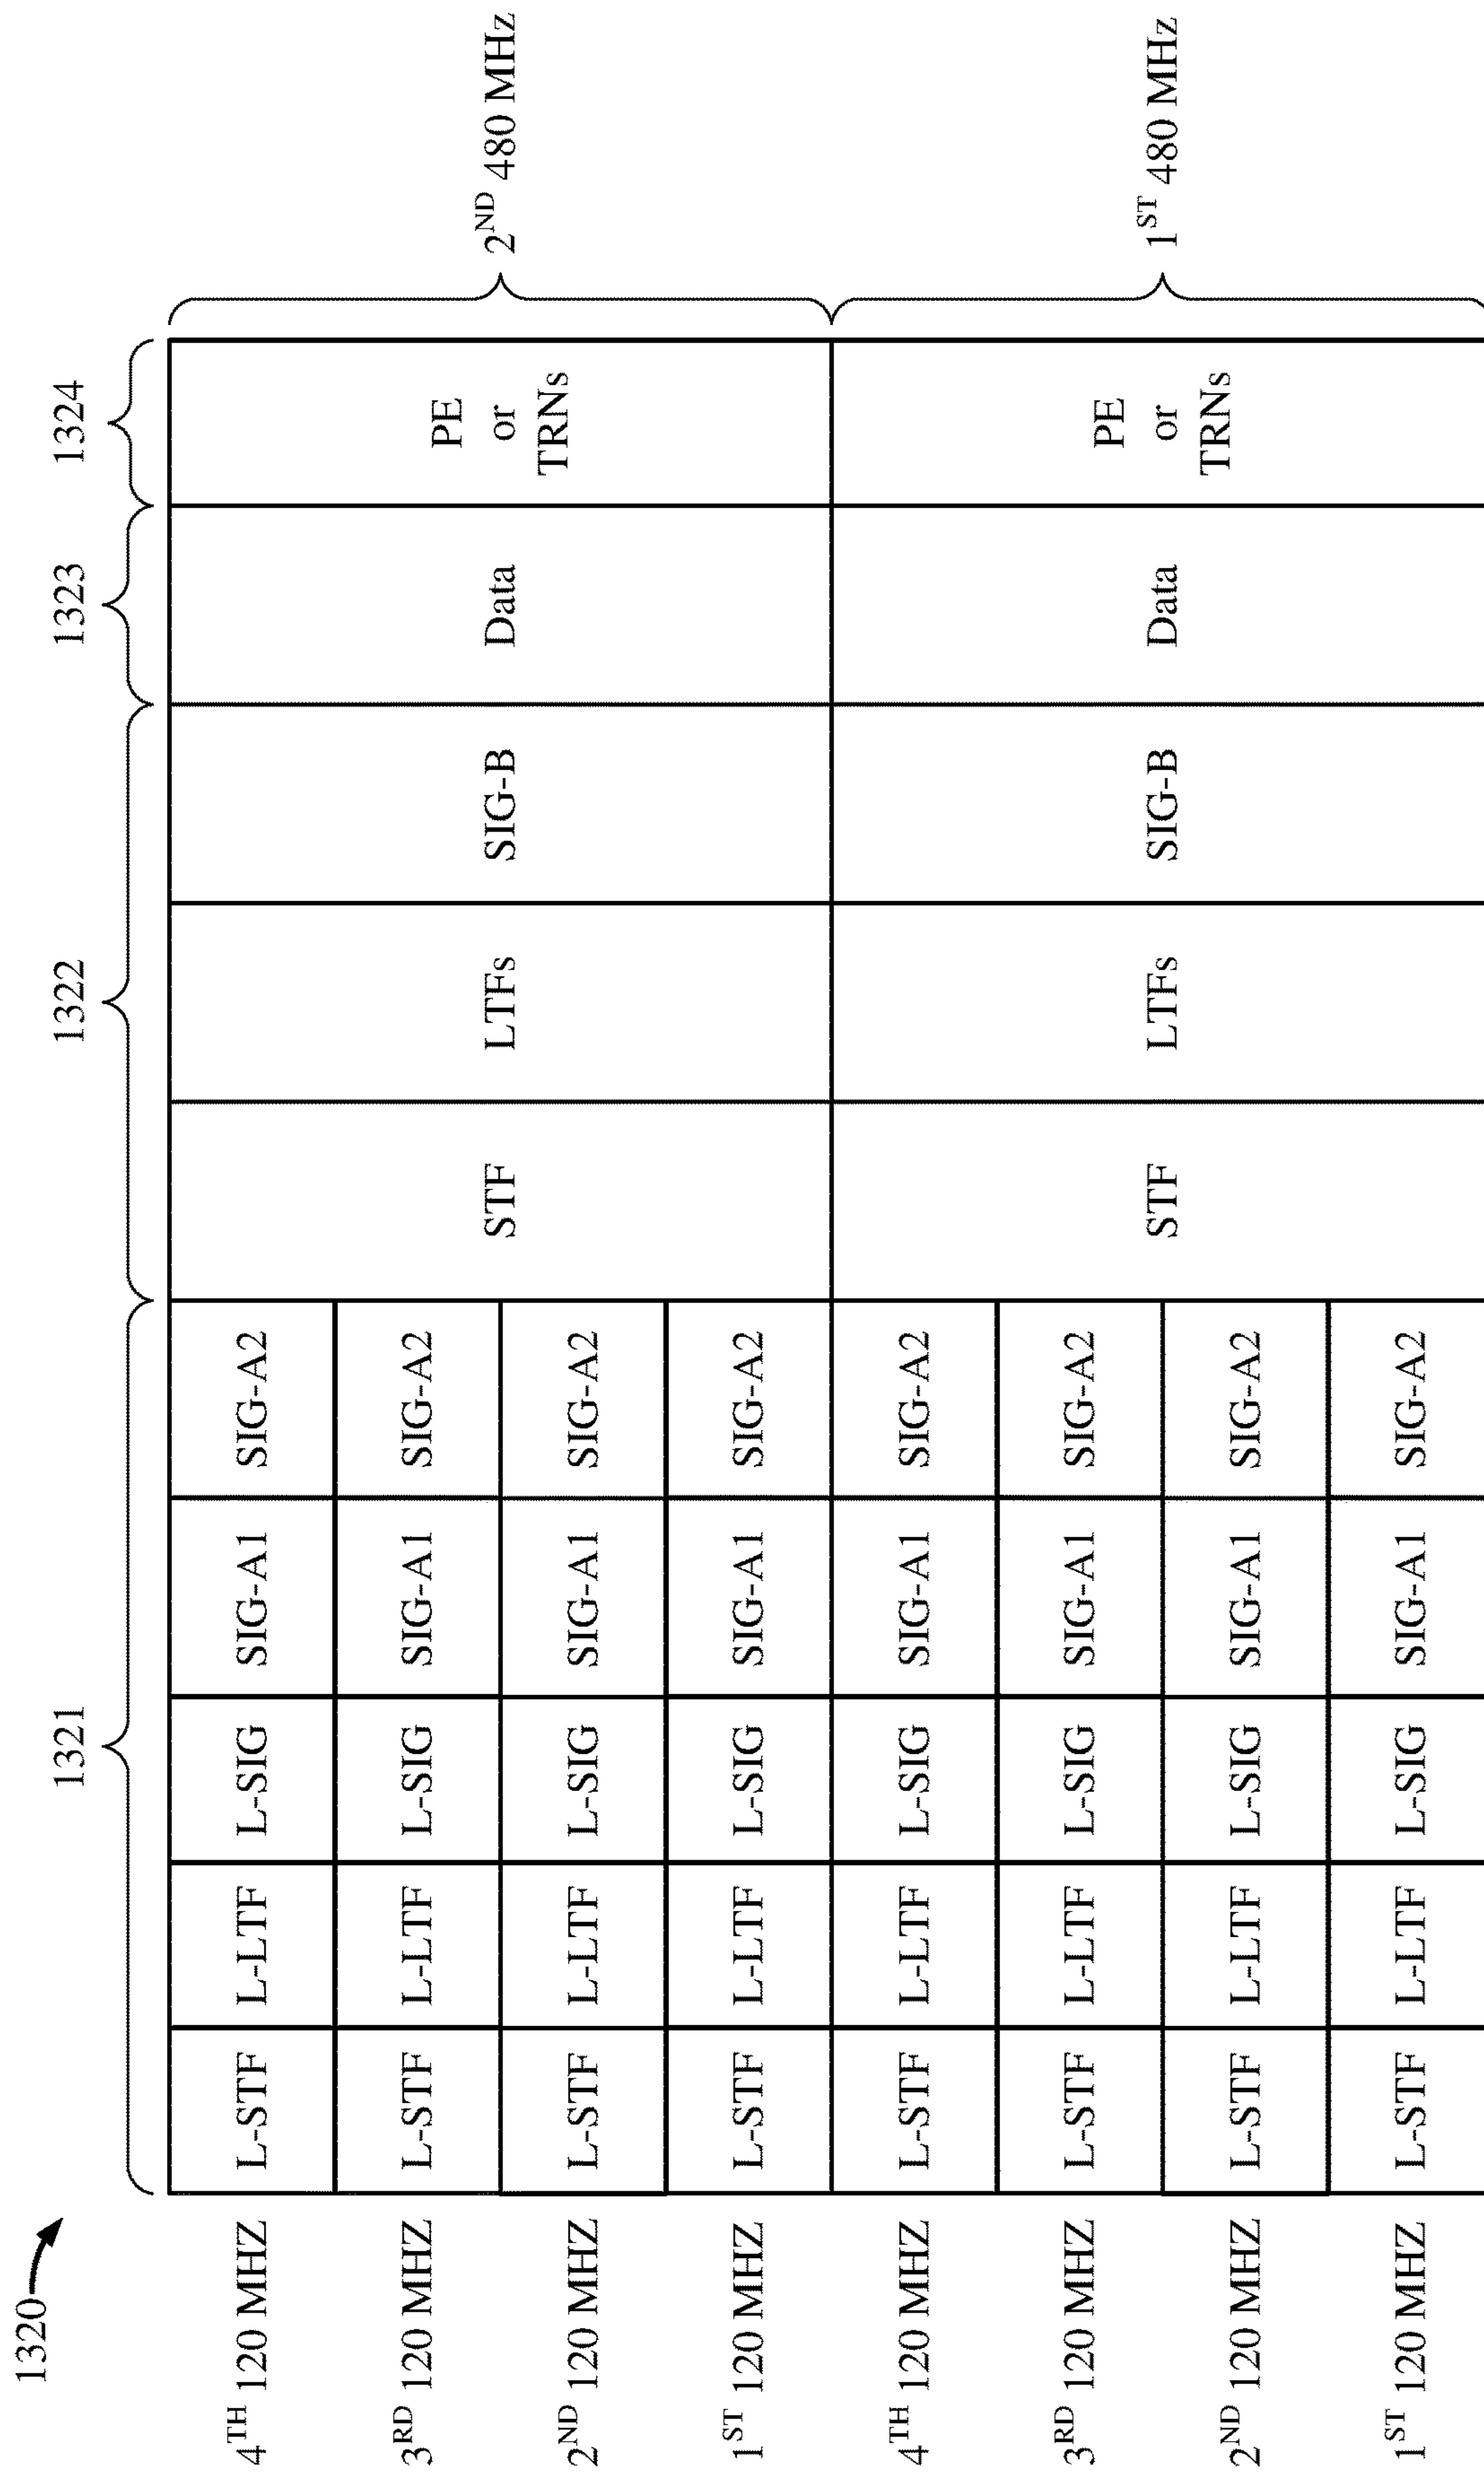 1320
1321
1322
1323
1324
4TH 120 MHZ
L-STF
L-LTF
L-SIG
SIG-A1
SIG-A2
3RD 120 MHZ
L-STF
L-LTF
L-SIG
SIG-A1
SIG-A2
2ND 120 MHZ
L-STF
L-LTF
L-SIG
SIG-A1
SIG-A2
1ST 120 MHZ
L-STF
L-LTF
L-SIG
SIG-A1
SIG-A2
STF
LTFs
SIG-B
Data
PE
or
TRNs
2ND 480 MHz
4TH 120 MHZ
L-STF
L-LTF
L-SIG
SIG-A1
SIG-A2
3RD 120 MHZ
L-STF
L-LTF
L-SIG
SIG-A1
SIG-A2
2ND 120 MHZ
L-STF
L-LTF
L-SIG
SIG-A1
SIG-A2
1ST 120 MHZ
L-STF
L-LTF
L-SIG
SIG-A1
SIG-A2
STF
LTFs
SIG-B
Data
PE
or
TRNs
1ST 480 MHz